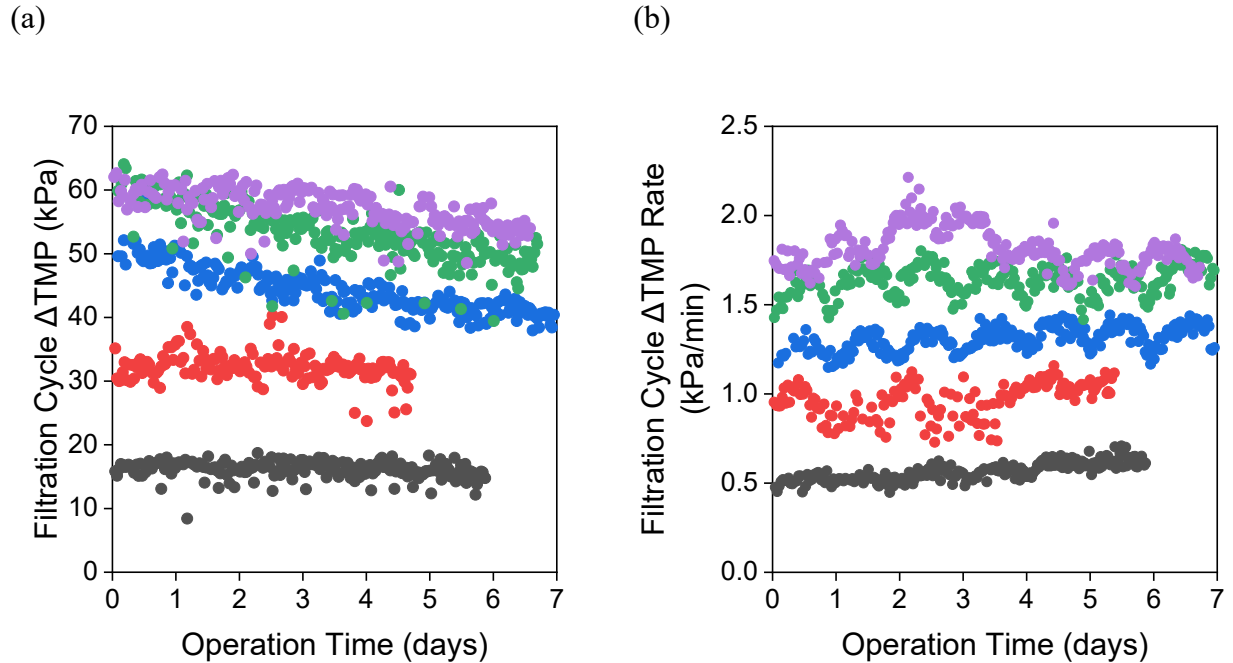 (a)
(b)
Filtration Cycle ΔTMP (kPa)
70
60
50
40
30
20
10
0
0 1 2 3 4 5 6 7
Operation Time (days)
Filtration Cycle ΔTMP Rate
(kPa/min)
2.5
2.0
1.5
1.0
0.5
0.0
0 1 2 3 4 5 6 7
Operation Time (days)